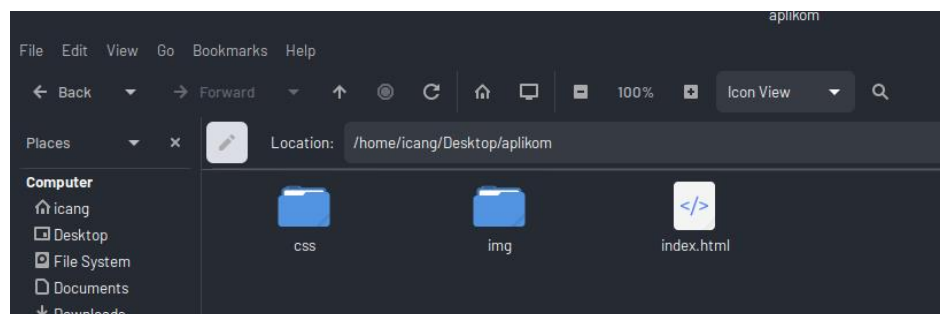 aplikom
File Edit View Go Bookmarks Help
Back Forward 100% Icon View
Places Location: /home/icang/Desktop/aplikom
Computer
icang
Desktop
File System
Documents
Downloads
css img index.html